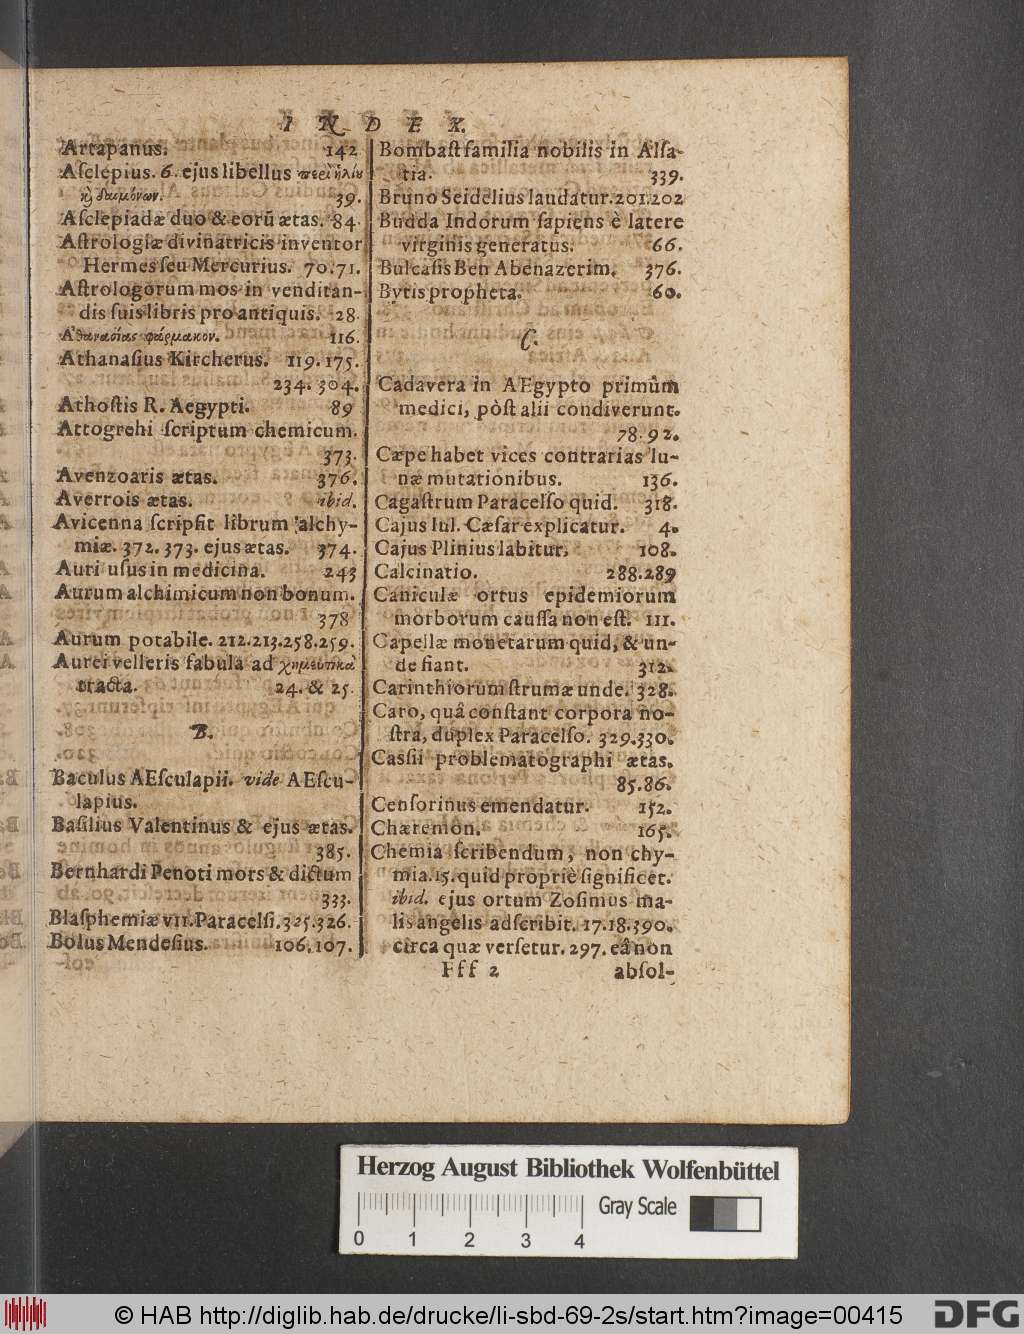 INDEX.
Artapanus. 142
Aſclepius. 6. ejus libellus περὶ ἡλίου
καὶ δαιμόνων. 39.
Aſclepiadæ duo & eorũ ætas. 84.
Aſtrologiæ divinatricis inventor
Hermes ſeu Mercurius. 70.71.
Aſtrologorum mos in venditan-
dis ſuis libris pro antiquis. 28.
Ἀθανασίας φάρμακον. 116.
Athanaſius Kircherus. 119.175.
234. 304.
Athoſtis R. Aegypti. 89
Attogrehi ſcriptum chemicum.
373.
Avenzoaris ætas. 376.
Averrois ætas. ibid.
Avicenna ſcripſit librum alchy-
miæ. 372. 373. ejus ætas. 374.
Auri uſus in medicina. 243
Aurum alchimicum non bonum.
378
Aurum potabile. 212.213.258.259.
Aurei velleris fabula ad χημευτικὰ
tracta. 24. & 25.
B.
Baculus AEſculapii. vide AEſcu-
lapius.
Baſilius Valentinus & ejus ætas.
385.
Bernhardi Penoti mors & dictum
333.
Blaſphemiæ VII. Paracelſi. 325.326.
Bolus Mendeſius. 106.107.
Bombaſt familia nobilis in Alſa-
tia. 339.
Bruno Seidelius laudatur. 201.202
Budda Indorum ſapiens è latere
virginis generatus. 66.
Bulcaſis Ben Abenazerim. 376.
Bytis propheta. 60.
C.
Cadavera in AEgypto primùm
medici, pòſt alii condiverunt.
78. 92.
Cæpe habet vices contrarias lu-
næ mutationibus. 136.
Cagaſtrum Paracelſo quid. 318.
Cajus Iul. Cæſar explicatur. 4.
Cajus Plinius labitur. 108.
Calcinatio. 288.289
Caniculæ ortus epidemiorum
morborum cauſſa non eſt. 111.
Capellæ monetarum quid, & un-
de fiant. 312.
Carinthiorum ſtrumæ unde. 328.
Caro, quâ conſtant corpora no-
ſtra, duplex Paracelſo. 329.330.
Caſſii problematographi ætas.
85.86.
Cenſorinus emendatur. 152.
Chæremon. 165.
Chemia ſcribendum, non chy-
mia. 15. quid propriè ſignificet.
ibid. ejus ortum Zoſimus ma-
lis angelis adſcribit. 17.18.390.
circa quæ verſetur. 297. eâ non
Fff 2 abſol-
Herzog August Bibliothek Wolfenbüttel
Gray Scale
0 1 2 3 4
© HAB http://diglib.hab.de/drucke/li-sbd-69-2s/start.htm?image=00415
DFG